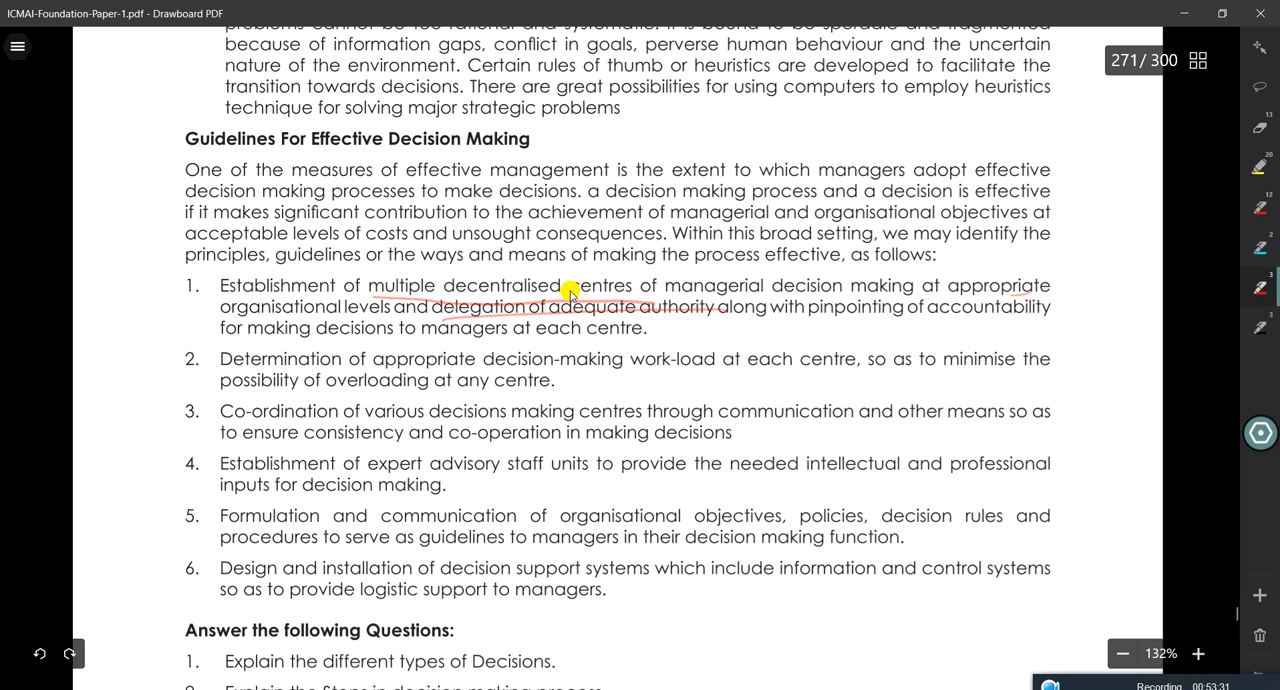 ICMAI-Foundation-Paper-1.pdf - Drawboard PDF
because of information gaps, conflict in goals, perverse human behaviour and the uncertain
nature of the environment. Certain rules of thumb or heuristics are developed to facilitate the
transition towards decisions. There are great possibilities for using computers to employ heuristics
technique for solving major strategic problems
271/ 300
Guidelines For Effective Decision Making
One of the measures of effective management is the extent to which managers adopt effective
decision making processes to make decisions. a decision making process and a decision is effective
if it makes significant contribution to the achievement of managerial and organisational objectives at
acceptable levels of costs and unsought consequences. Within this broad setting, we may identify the
principles, guidelines or the ways and means of making the process effective, as follows:
1. Establishment of multiple decentralised centres of managerial decision making at appropriate
organisational levels and delegation of adequate authority along with pinpointing of accountability
for making decisions to managers at each centre.
2. Determination of appropriate decision-making work-load at each centre, so as to minimise the
possibility of overloading at any centre.
3. Co-ordination of various decisions making centres through communication and other means so as
to ensure consistency and co-operation in making decisions
4. Establishment of expert advisory staff units to provide the needed intellectual and professional
inputs for decision making.
5. Formulation and communication of organisational objectives, policies, decision rules and
procedures to serve as guidelines to managers in their decision making function.
6. Design and installation of decision support systems which include information and control systems
so as to provide logistic support to managers.
Answer the following Questions:
1. Explain the different types of Decisions.
13
20
12
2
3
3
132%
Recording 00:53:31